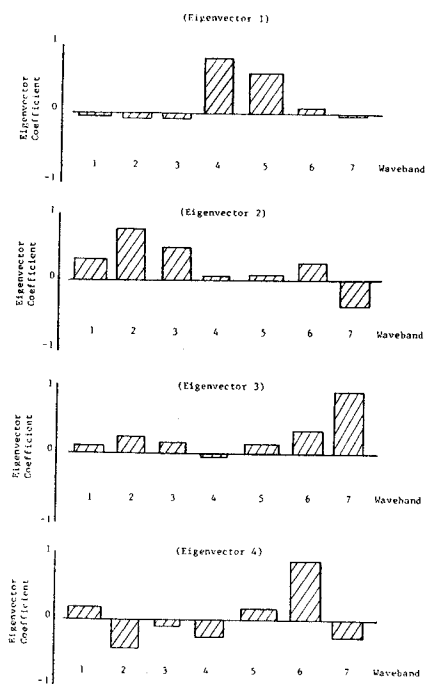 (Eigenvector 1)
1
Eigenvector
Coefficient
0
-1
1 2 3 4 5 6 7 Waveband
(Eigenvector 2)
1
Eigenvector
Coefficient
0
-1
1 2 3 4 5 6 7 Waveband
(Eigenvector 3)
1
Eigenvector
Coefficient
0
-1
1 2 3 4 5 6 7 Waveband
(Eigenvector 4)
1
Eigenvector
Coefficient
0
-1
1 2 3 4 5 6 7 Waveband